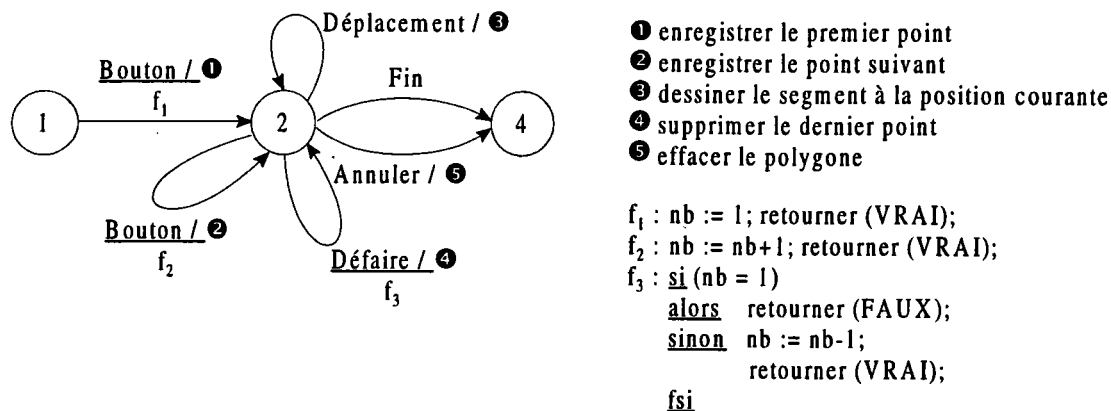 Déplacement / ❸
Bouton / ❶
f₁
Fin
1
2
4
Annuler / ❺
Bouton / ❷
f₂
Défaire / ❹
f₃
❶ enregistrer le premier point
❷ enregistrer le point suivant
❸ dessiner le segment à la position courante
❹ supprimer le dernier point
❺ effacer le polygone
f₁ : nb := 1; retourner (VRAI);
f₂ : nb := nb+1; retourner (VRAI);
f₃ : si (nb = 1)
alors retourner (FAUX);
sinon nb := nb-1;
retourner (VRAI);
fsi